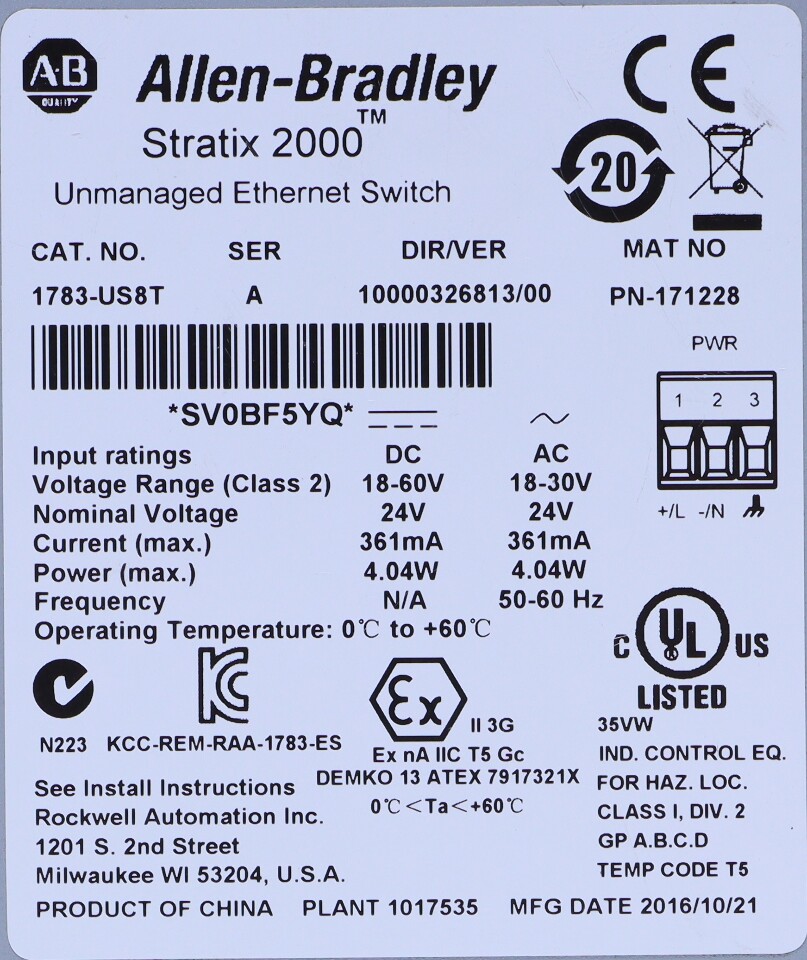 A·B
QUALITY
Allen-Bradley
Stratix 2000™
Unmanaged Ethernet Switch
CE
20
CAT. NO. SER DIR/VER MAT NO
1783-US8T A 10000326813/00 PN-171228
PWR
1 2 3
+/L -/N
*SV0BF5YQ*
Input ratings DC AC
Voltage Range (Class 2) 18-60V 18-30V
Nominal Voltage 24V 24V
Current (max.) 361mA 361mA
Power (max.) 4.04W 4.04W
Frequency N/A 50-60 Hz
Operating Temperature: 0℃ to +60℃
N223 KCC-REM-RAA-1783-ES
Ex II 3G
Ex nA IIC T5 Gc
DEMKO 13 ATEX 7917321X
0℃<Ta<+60℃
C UL US
LISTED
35VW
IND. CONTROL EQ.
FOR HAZ. LOC.
CLASS I, DIV. 2
GP A.B.C.D
TEMP CODE T5
See Install Instructions
Rockwell Automation Inc.
1201 S. 2nd Street
Milwaukee WI 53204, U.S.A.
PRODUCT OF CHINA PLANT 1017535 MFG DATE 2016/10/21